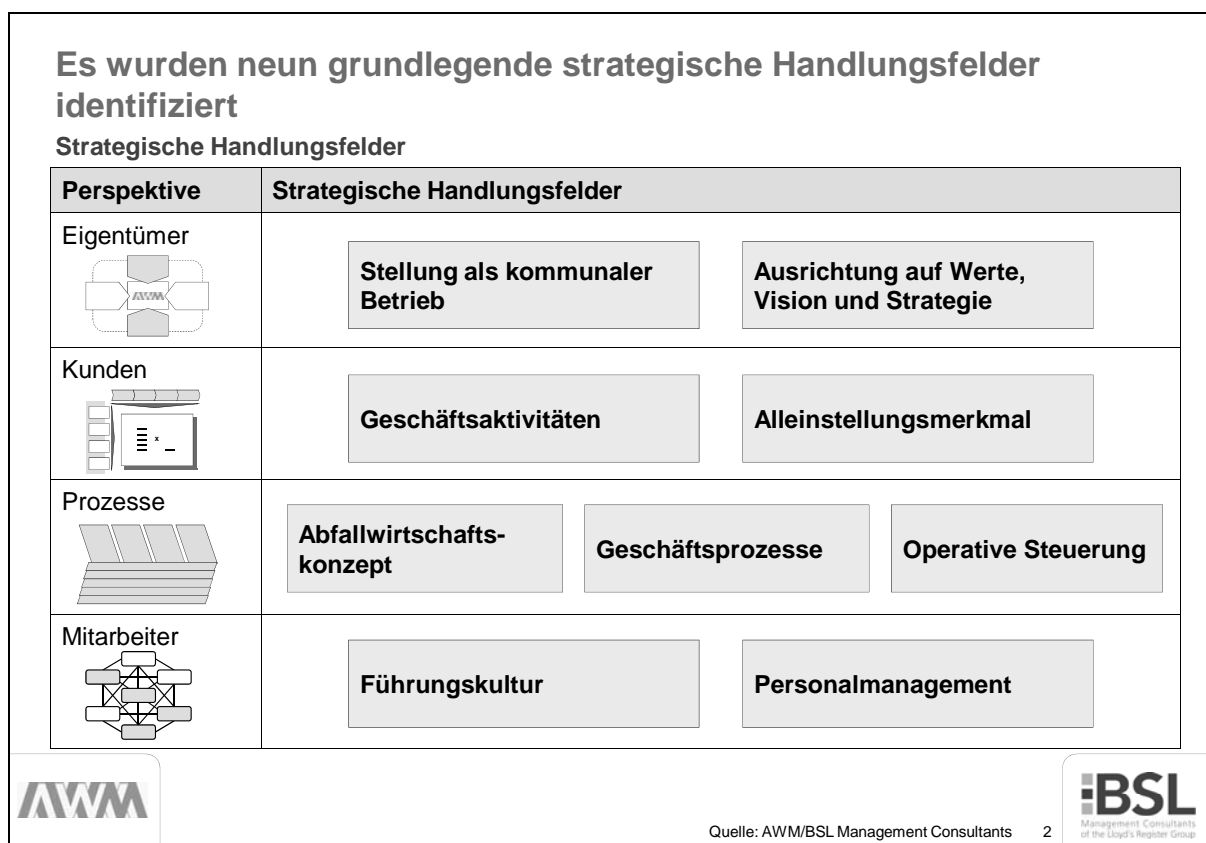 Es wurden neun grundlegende strategische Handlungsfelder
identifiziert
Strategische Handlungsfelder
Perspektive
Strategische Handlungsfelder
Eigentümer
AWM
Stellung als kommunaler
Betrieb
Ausrichtung auf Werte,
Vision und Strategie
Kunden
x
Geschäftsaktivitäten
Alleinstellungsmerkmal
Prozesse
Abfallwirtschafts-
konzept
Geschäftsprozesse
Operative Steuerung
Mitarbeiter
Führungskultur
Personalmanagement
AWM
Quelle: AWM/BSL Management Consultants 2
BSL
Management Consultants
of the Lloyd's Register Group